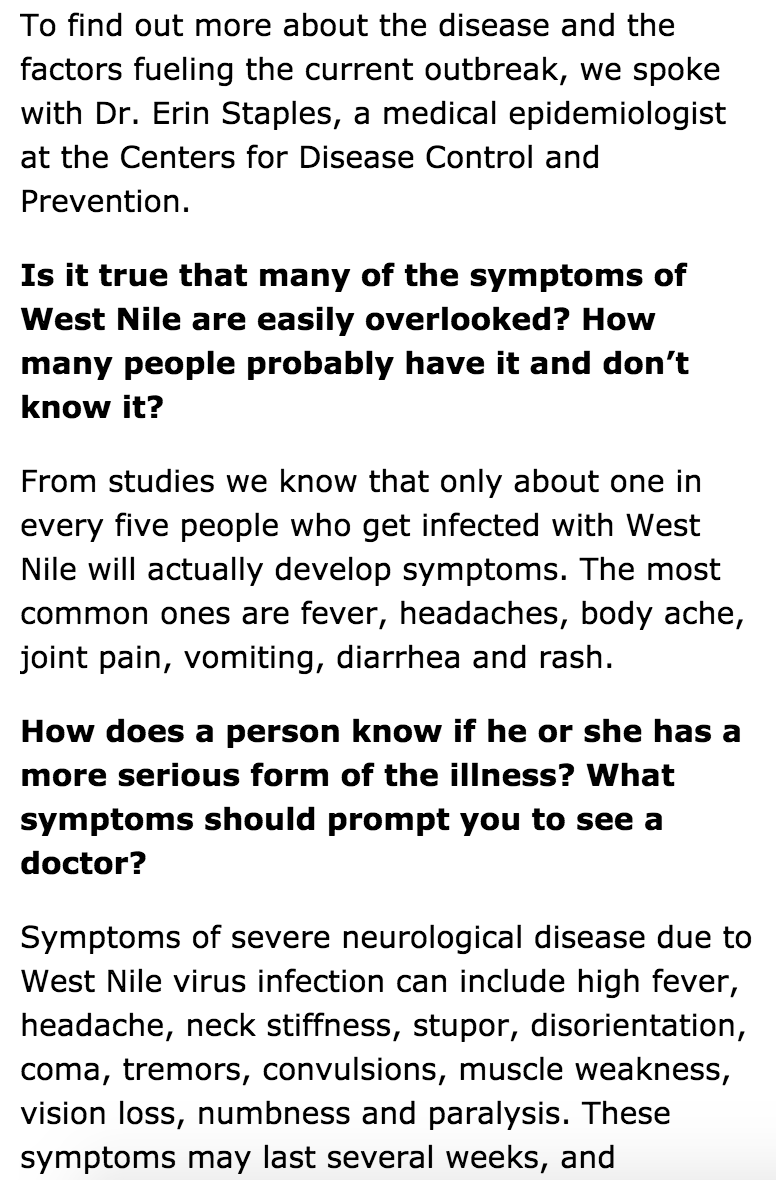 To find out more about the disease and the
factors fueling the current outbreak, we spoke
with Dr. Erin Staples, a medical epidemiologist
at the Centers for Disease Control and
Prevention.
Is it true that many of the symptoms of
West Nile are easily overlooked? How
many people probably have it and don’t
know it?
From studies we know that only about one in
every five people who get infected with West
Nile will actually develop symptoms. The most
common ones are fever, headaches, body ache,
joint pain, vomiting, diarrhea and rash.
How does a person know if he or she has a
more serious form of the illness? What
symptoms should prompt you to see a
doctor?
Symptoms of severe neurological disease due to
West Nile virus infection can include high fever,
headache, neck stiffness, stupor, disorientation,
coma, tremors, convulsions, muscle weakness,
vision loss, numbness and paralysis. These
symptoms may last several weeks, and